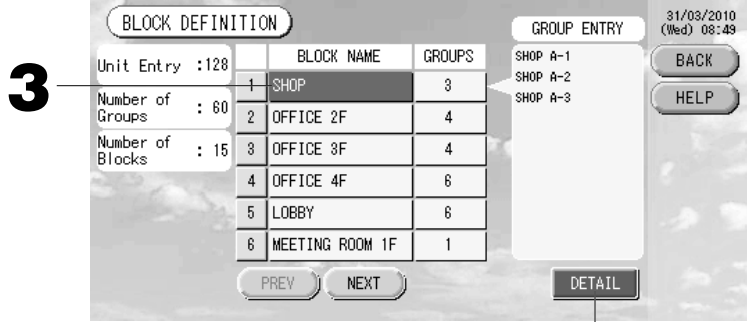 BLOCK DEFINITION
31/03/2010
(Wed) 08:49
BACK
HELP
Unit Entry :128
Number of Groups : 60
Number of Blocks : 15
3
BLOCK NAME GROUPS
1 SHOP 3
2 OFFICE 2F 4
3 OFFICE 3F 4
4 OFFICE 4F 6
5 LOBBY 6
6 MEETING ROOM 1F 1
PREV NEXT
GROUP ENTRY
SHOP A-1
SHOP A-2
SHOP A-3
DETAIL